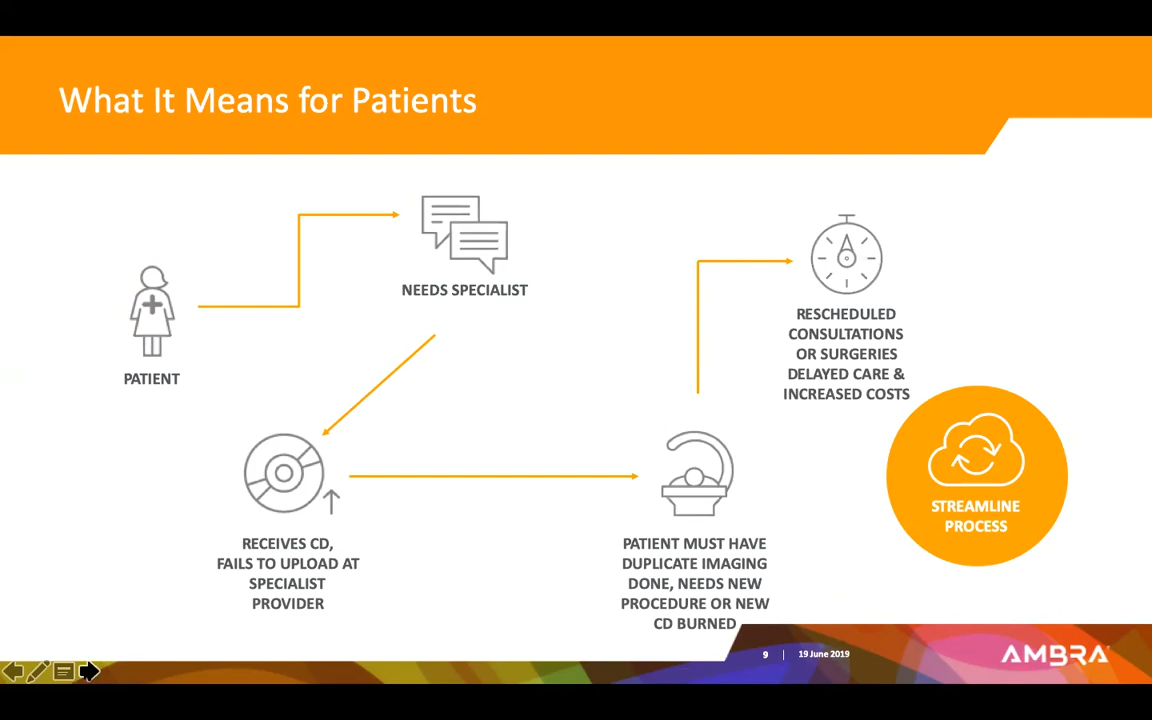 What It Means for Patients
PATIENT
NEEDS SPECIALIST
RECEIVES CD,
FAILS TO UPLOAD AT
SPECIALIST
PROVIDER
PATIENT MUST HAVE
DUPLICATE IMAGING
DONE, NEEDS NEW
PROCEDURE OR NEW
CD BURNED
RESCHEDULED
CONSULTATIONS
OR SURGERIES
DELAYED CARE &
INCREASED COSTS
STREAMLINE
PROCESS
9 | 19 June 2019
AMBRA